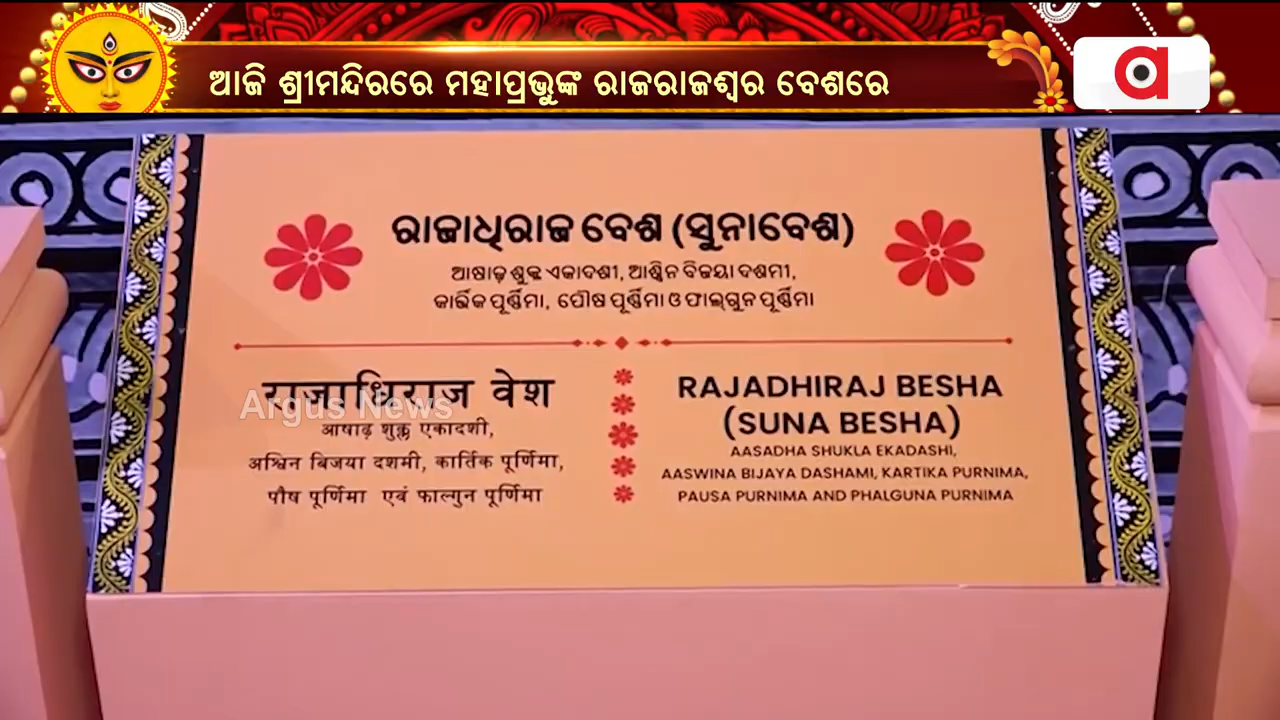 ଆଜି ଶ୍ରୀମନ୍ଦିରରେ ମହାପ୍ରଭୁଙ୍କ ରାଜରାଜଶ୍ୱର ବେଶରେ
a
ରାଜାଧିରାଜ ବେଶ (ସୁନାବେଶ)
ଆଷାଢ଼ ଶୁକ୍ଳ ଏକାଦଶୀ, ଆଶ୍ଵିନ ବିଜୟା ଦଶମୀ,
କାର୍ତ୍ତିକ ପୂର୍ଣ୍ଣିମା, ପୌଷ ପୂର୍ଣ୍ଣିମା ଓ ଫାଲ୍‌ଗୁନ ପୂର୍ଣ୍ଣିମା
राजाधिराज वेश
Argus News
आषाढ़ शुक्ल एकादशी,
अश्विन बिजया दशमी, कार्तिक पूर्णिमा,
पौष पूर्णिमा एवं फाल्गुन पूर्णिमा
RAJADHIRAJ BESHA
(SUNA BESHA)
AASADHA SHUKLA EKADASHI,
AASWINA BIJAYA DASHAMI, KARTIKA PURNIMA,
PAUSA PURNIMA AND PHALGUNA PURNIMA